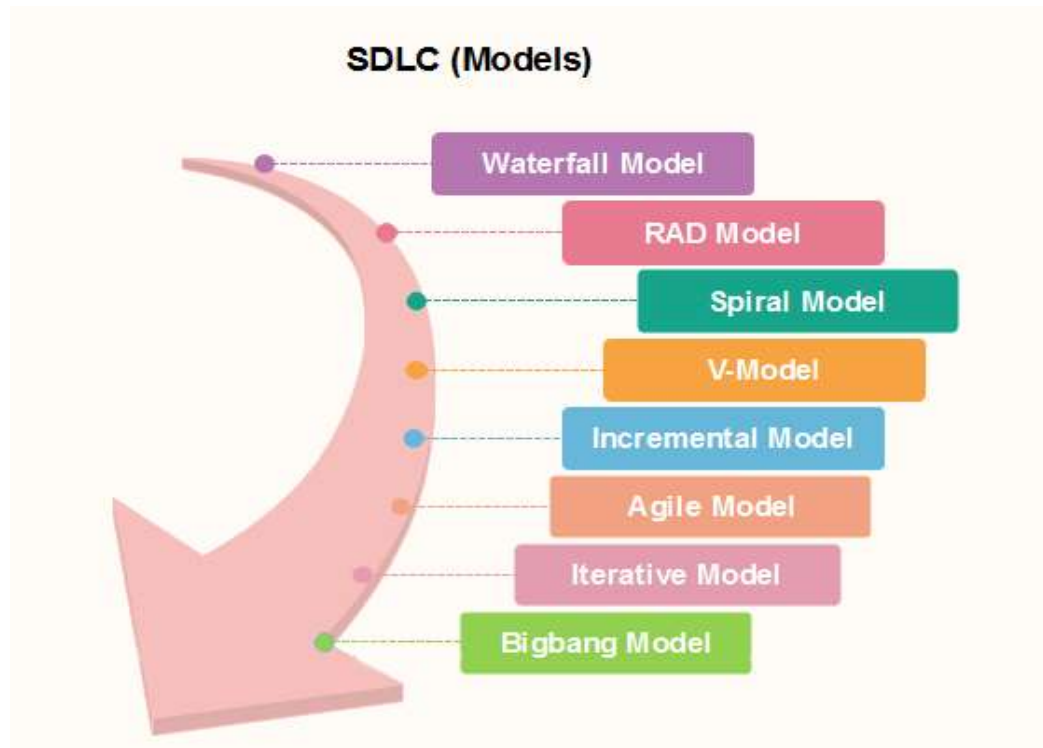 SDLC (Models)
Waterfall Model
RAD Model
Spiral Model
V-Model
Incremental Model
Agile Model
Iterative Model
Bigbang Model